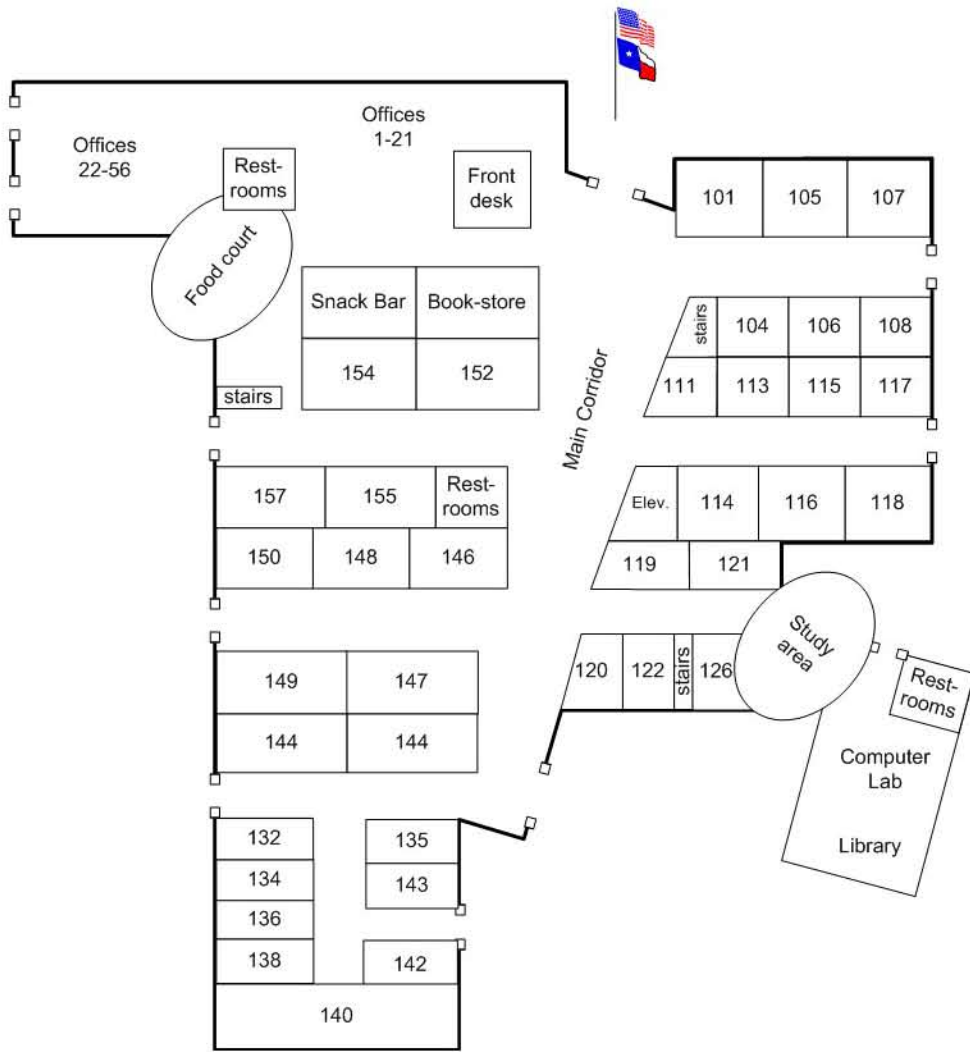 Offices
1-21
Offices
22-56
Rest-
rooms
Front
desk
101
105
107
Food court
Snack Bar
Book-store
154
152
stairs
Main Corridor
stairs
104
106
108
111
113
115
117
157
155
Rest-
rooms
150
148
146
Elev.
114
116
118
119
121
Study
area
120
122
stairs
126
Rest-
rooms
Computer
Lab
Library
149
147
144
144
132
134
136
138
135
143
142
140